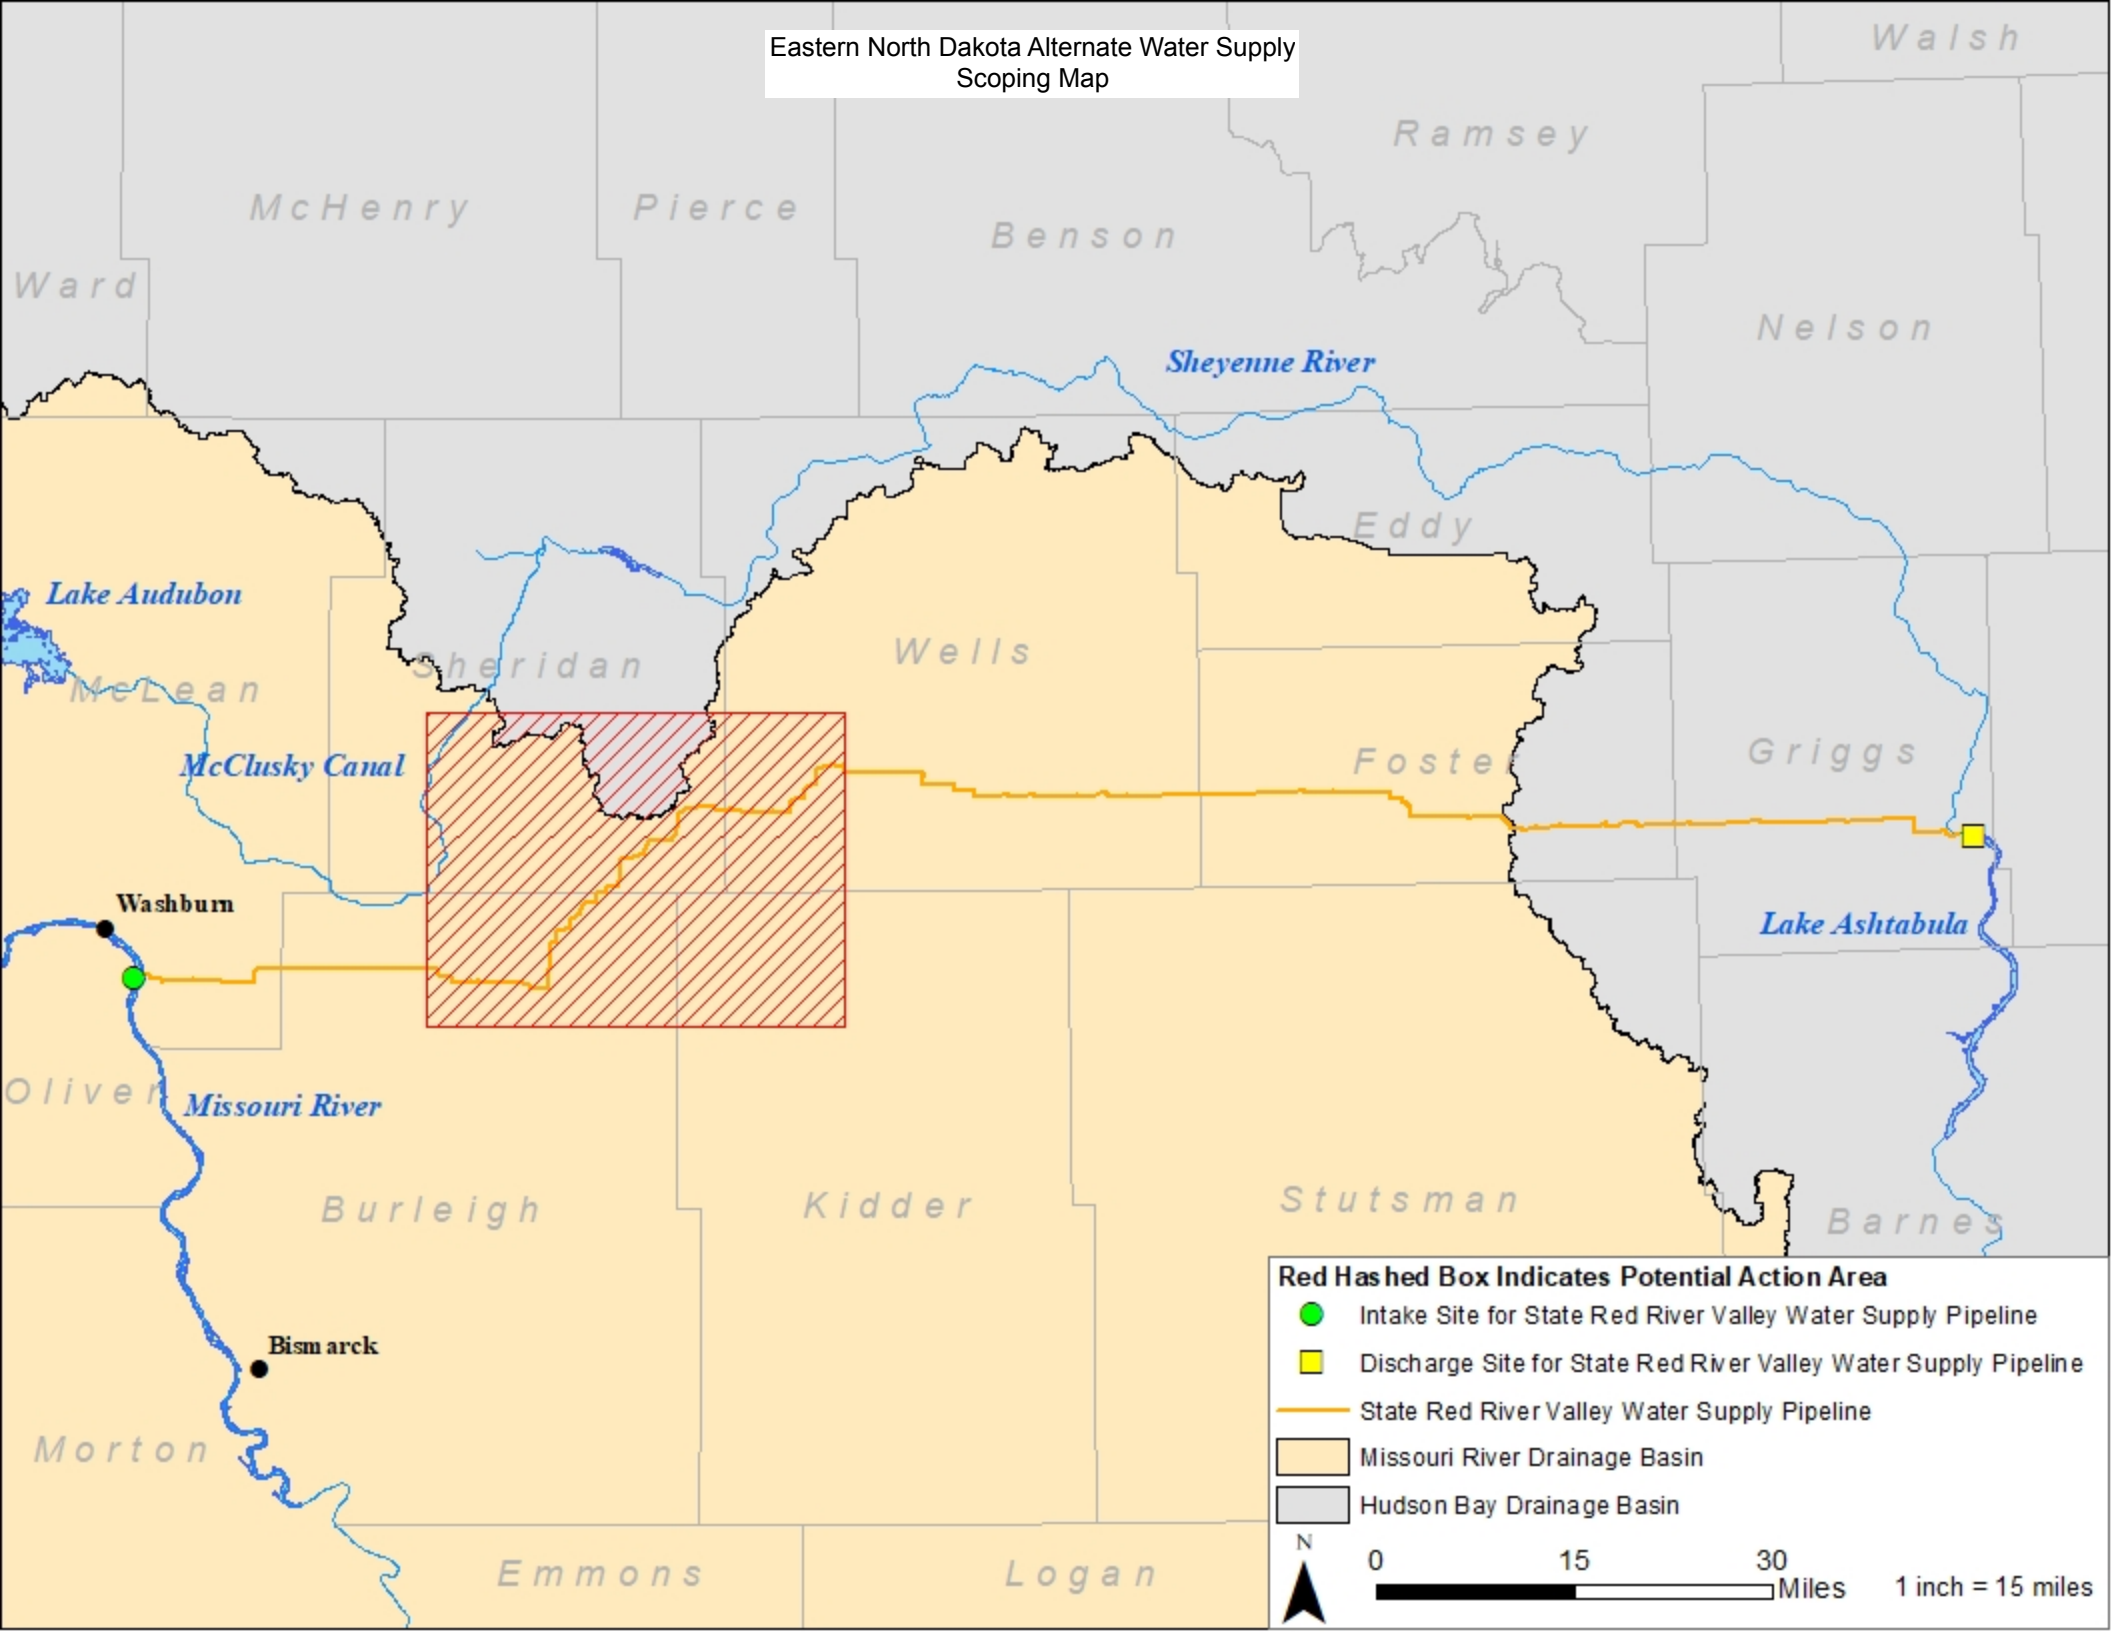 Eastern North Dakota Alternate Water Supply
Scoping Map
Walsh
Ramsey
McHenry
Pierce
Benson
Ward
Nelson
Sheyenne River
Eddy
Lake Audubon
Wells
Sheridan
McLean
McClusky Canal
Foster
Griggs
Washburn
Lake Ashtabula
Oliver
Missouri River
Burleigh
Kidder
Stutsman
Barnes
Bismarck
Morton
Emmons
Logan
Red Hashed Box Indicates Potential Action Area
Intake Site for State Red River Valley Water Supply Pipeline
Discharge Site for State Red River Valley Water Supply Pipeline
State Red River Valley Water Supply Pipeline
Missouri River Drainage Basin
Hudson Bay Drainage Basin
N
0 15 30
Miles
1 inch = 15 miles